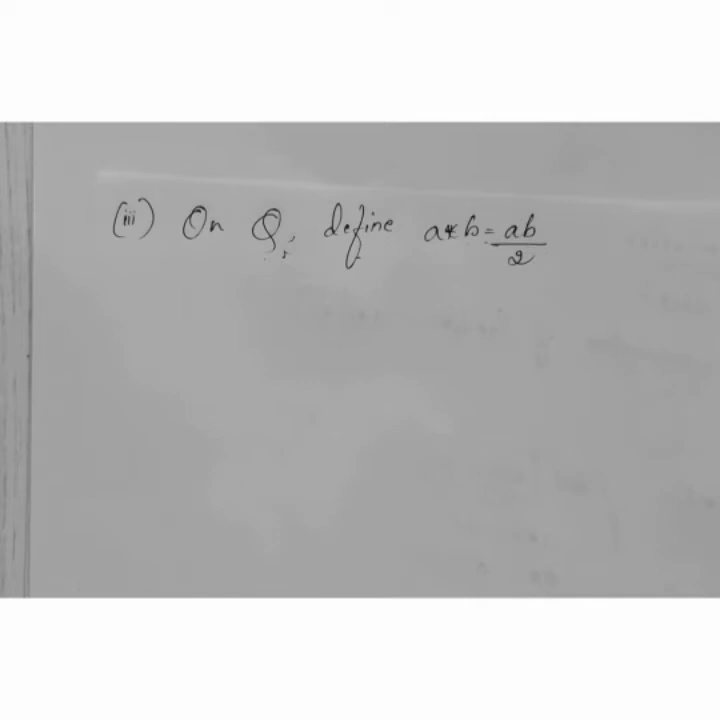 (iii) On Q, define a*b = ab/2